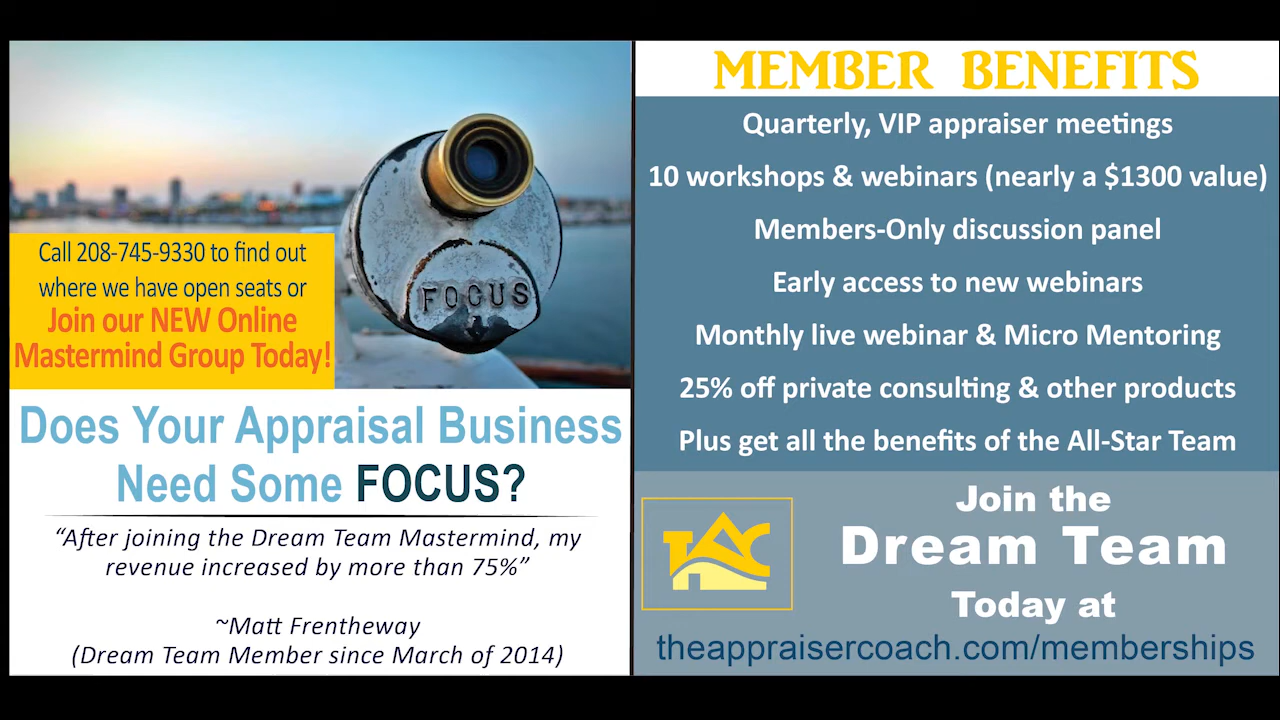 FOCUS
Call 208-745-9330 to find out
where we have open seats or
Join our NEW Online
Mastermind Group Today!
Does Your Appraisal Business
Need Some FOCUS?
“After joining the Dream Team Mastermind, my
revenue increased by more than 75%”
~Matt Frentheway
(Dream Team Member since March of 2014)
MEMBER BENEFITS
Quarterly, VIP appraiser meetings
10 workshops & webinars (nearly a $1300 value)
Members-Only discussion panel
Early access to new webinars
Monthly live webinar & Micro Mentoring
25% off private consulting & other products
Plus get all the benefits of the All-Star Team
TAC
Join the
Dream Team
Today at
theappraisercoach.com/memberships